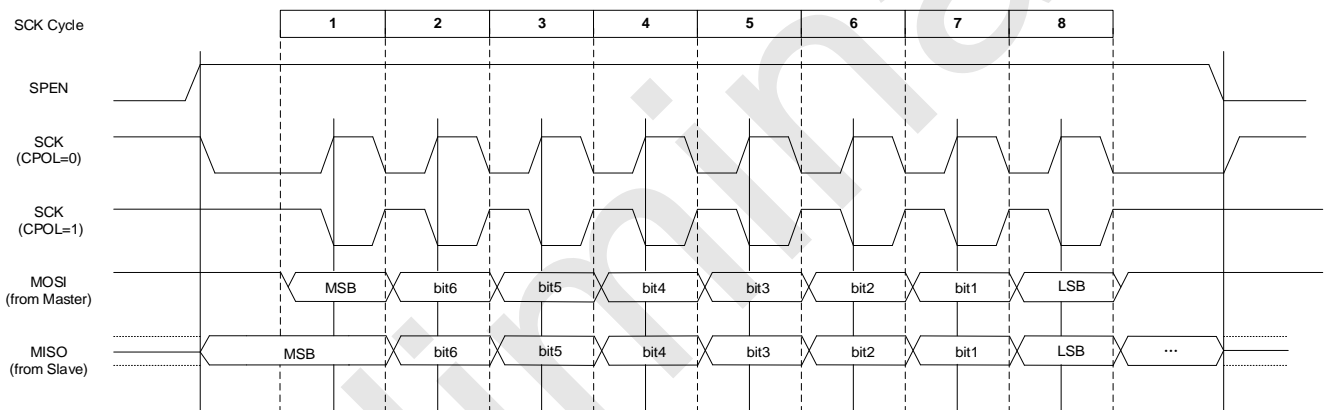 SCK Cycle 1 2 3 4 5 6 7 8
SPEN
SCK
(CPOL=0)
SCK
(CPOL=1)
MOSI
(from Master)
MSB bit6 bit5 bit4 bit3 bit2 bit1 LSB
MISO
(from Slave)
MSB bit6 bit5 bit4 bit3 bit2 bit1 LSB ...